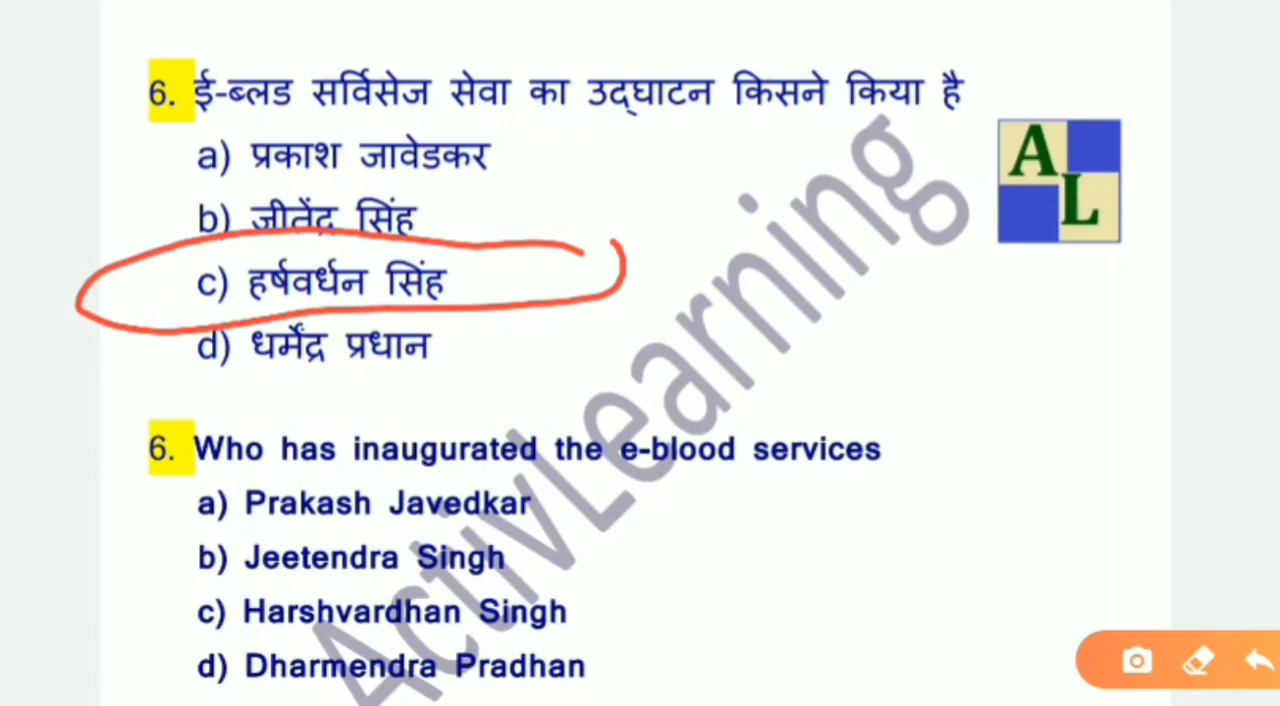 6. ई-ब्लड सर्विसेज सेवा का उद्घाटन किसने किया है
a) प्रकाश जावेडकर
b) जीतेंद्र सिंह
c) हर्षवर्धन सिंह
d) धर्मेंद्र प्रधान
A
L
6. Who has inaugurated the e-blood services
a) Prakash Javedkar
b) Jeetendra Singh
c) Harshvardhan Singh
d) Dharmendra Pradhan
ActivLearning